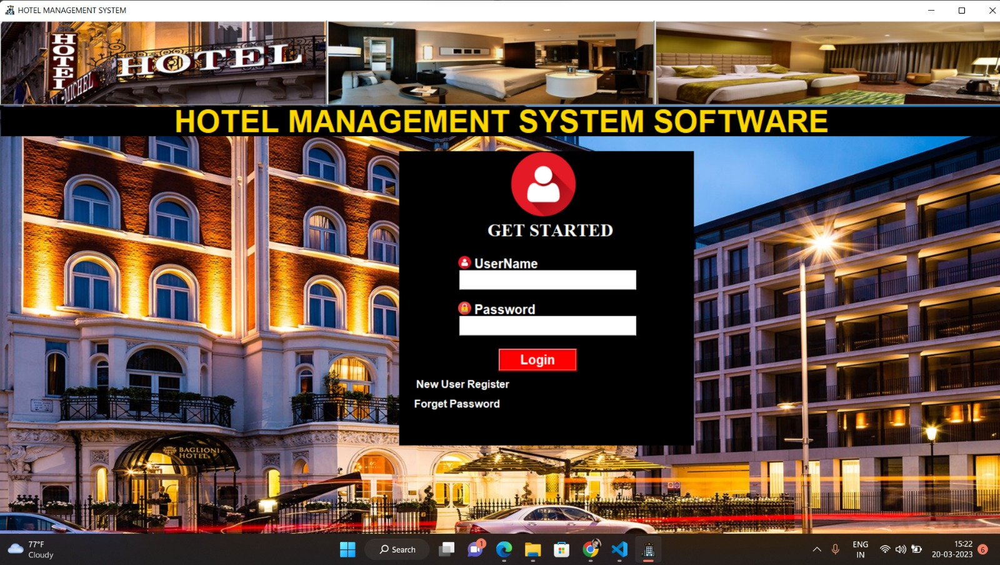 HOTEL MANAGEMENT SYSTEM
HOTEL
HOTEL
MICHEL
HOTEL MANAGEMENT SYSTEM SOFTWARE
GET STARTED
UserName
Password
Login
New User Register
Forget Password
BAGLIONI
HOTEL
77°F
Cloudy
Search
1
ENG
IN
15:22
20-03-2023
6